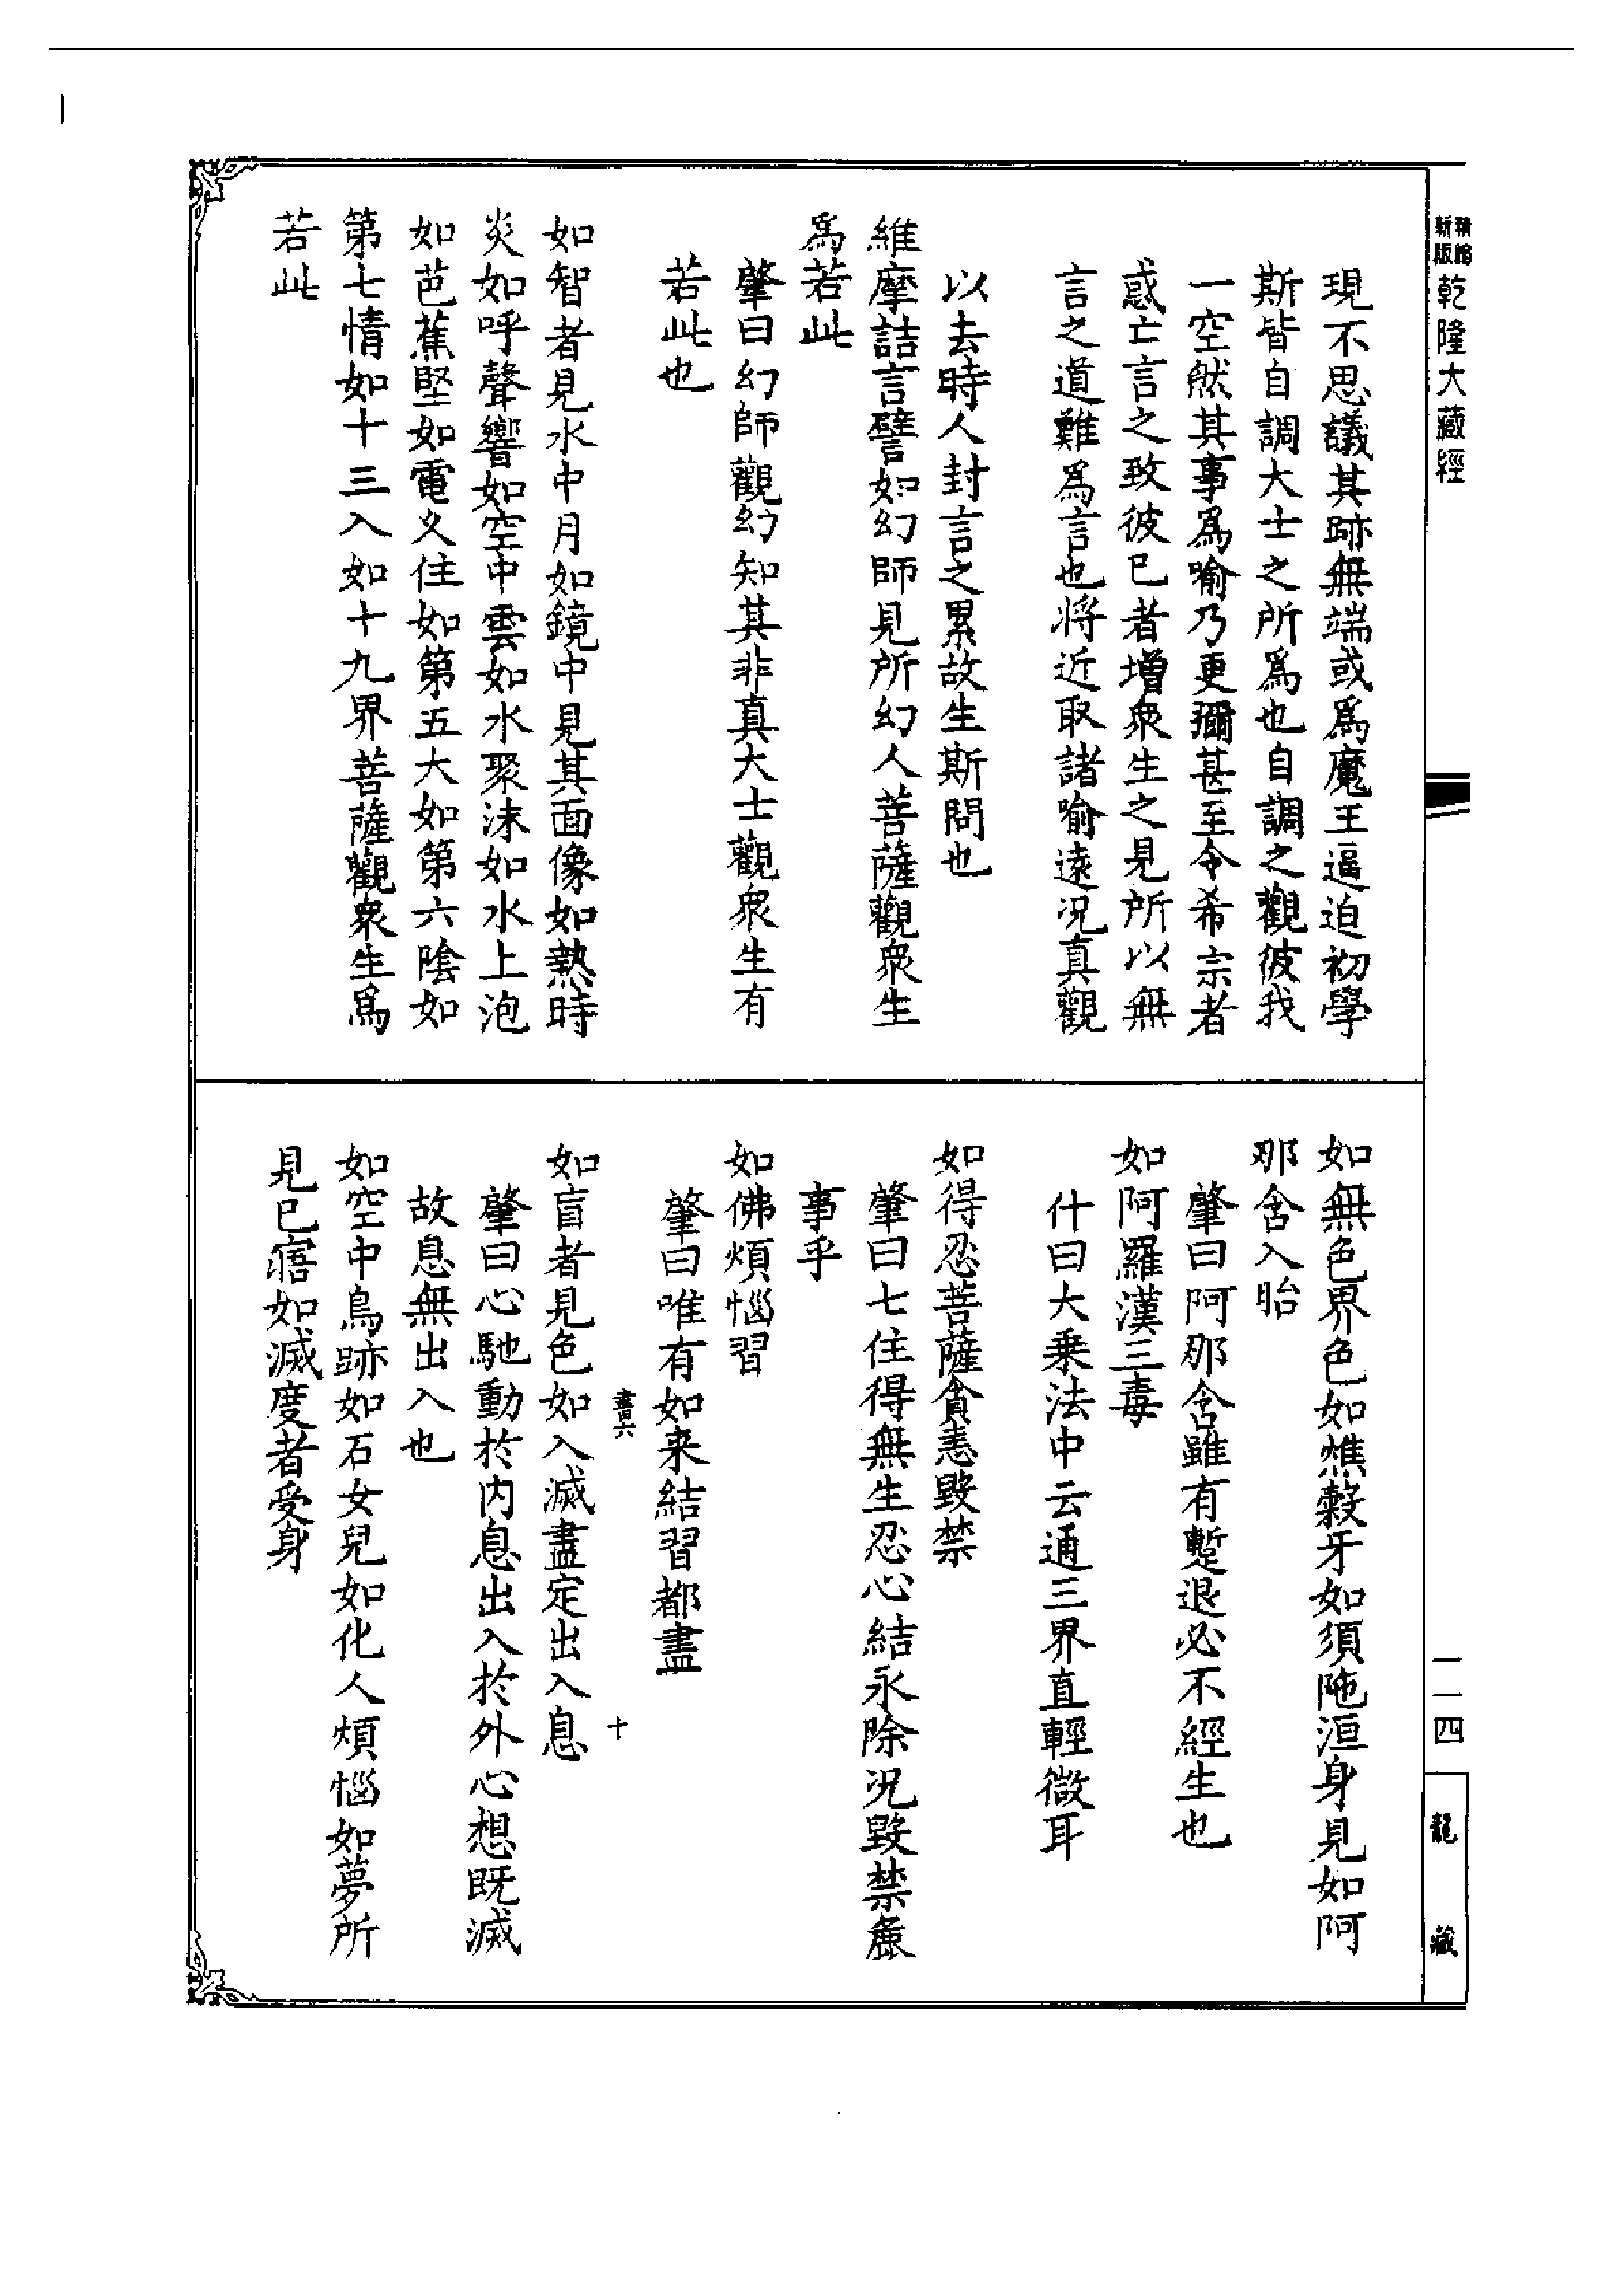 新版
精縮
乾隆大藏經
現不思議其跡無端或爲魔王逼迫初學
斯皆自調大士之所爲也自調之觀彼我
一空然其事爲喻乃更彌甚至令希宗者
惑亡言之致彼已者增衆生之見所以無
言之道難爲言也將近取諸喻遠况真觀
以去時人封言之累故生斯問也
維摩詰言譬如幻師見所幻人菩薩觀衆生
爲若此
肇曰幻師觀幻知其非真大士觀衆生有
若此也
如智者見水中月如鏡中見其面像如熱時
炎如呼聲響如空中雲如水聚沫如水上泡
如芭蕉堅如電久住如第五大如第六陰如
第七情如十三入如十九界菩薩觀衆生爲
若此
如無色界色如燋穀牙如須陁洹身見如阿
那含入胎
肇曰阿那含雖有蹔退必不經生也
如阿羅漢三毒
什曰大乗法中云通三界直輕微耳
如得忍菩薩貪恚毀禁
肇曰七住得無生忍心結永除况毀禁麤
事乎
如佛煩惱習
肇曰唯有如来結習都盡
晝六
十
如盲者見色如入滅盡定出入息
肇曰心馳動於内息出入於外心想既滅
故息無出入也
如空中鳥跡如石女兒如化人煩惱如夢所
見已寤如滅度者受身
一一四
龍藏